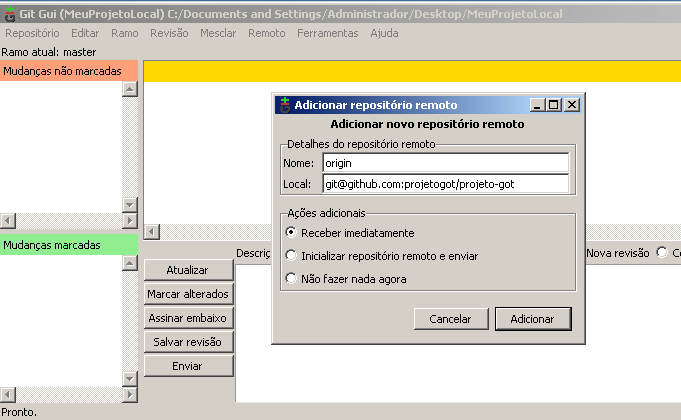 Git Gui (MeuProjetoLocal) C:/Documents and Settings/Administrador/Desktop/MeuProjetoLocal
Repositório Editar Ramo Revisão Mesclar Remoto Ferramentas Ajuda
Ramo atual: master
Mudanças não marcadas
Adicionar repositório remoto
Adicionar novo repositório remoto
Detalhes do repositório remoto
Nome: origin
Local: git@github.com:projetogot/projeto-got
Ações adicionais
Receber imediatamente
Inicializar repositório remoto e enviar
Não fazer nada agora
Cancelar Adicionar
Mudanças marcadas
Descriç Nova revisão C
Atualizar
Marcar alterados
Assinar embaixo
Salvar revisão
Enviar
Pronto.